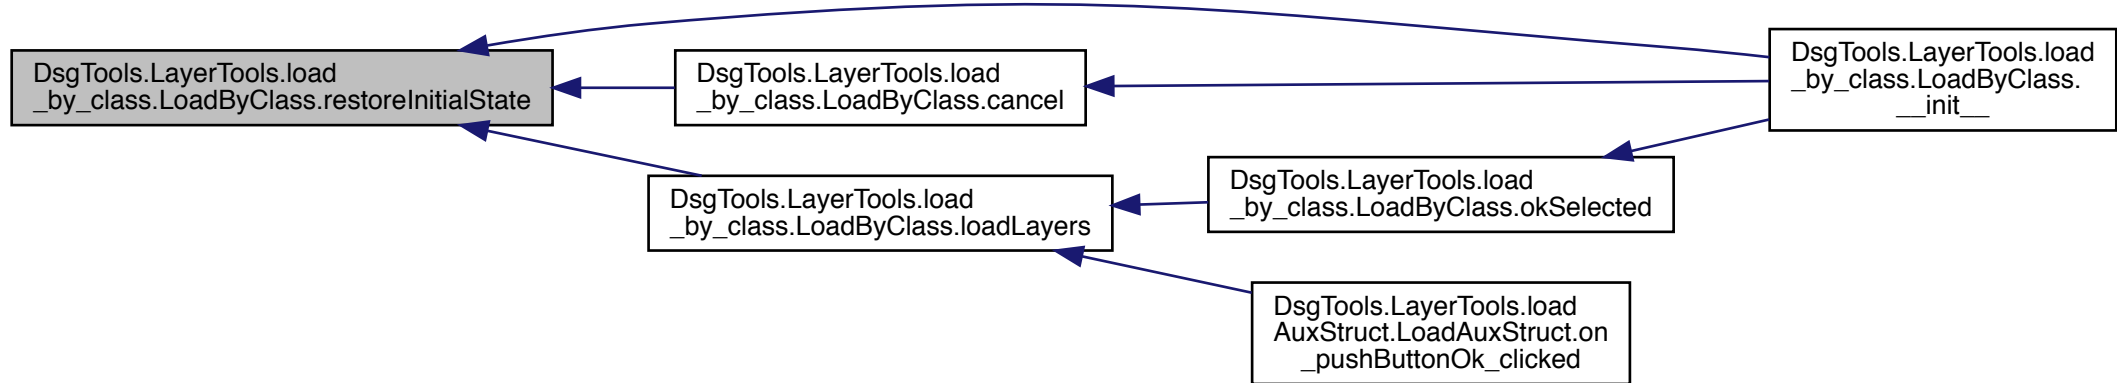 DsgTools.LayerTools.load
_by_class.LoadByClass.restoreInitialState
DsgTools.LayerTools.load
_by_class.LoadByClass.cancel
DsgTools.LayerTools.load
_by_class.LoadByClass.
__init__
DsgTools.LayerTools.load
_by_class.LoadByClass.loadLayers
DsgTools.LayerTools.load
_by_class.LoadByClass.okSelected
DsgTools.LayerTools.load
AuxStruct.LoadAuxStruct.on
_pushButtonOk_clicked